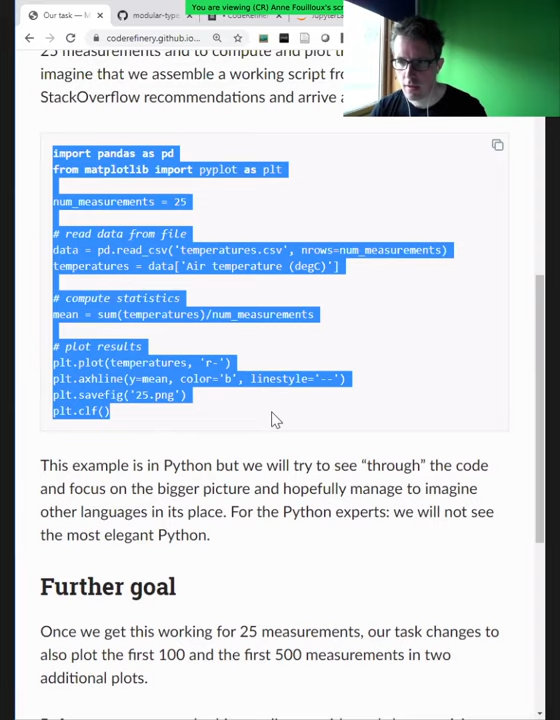 You are viewing (CR) Anne Fouilloux's
Our task —
modular-type
CodeRefiner
coderefinery.github.io...
25 measurements and to compute and plot
imagine that we assemble a working script
StackOverflow recommendations and arrive a
import pandas as pd
from matplotlib import pyplot as plt
num_measurements = 25
# read data from file
data = pd.read_csv('temperatures.csv', nrows=num_measurements)
temperatures = data['Air temperature (degC)']
# compute statistics
mean = sum(temperatures)/num_measurements
# plot results
plt.plot(temperatures, 'r-')
plt.axhline(y=mean, color='b', linestyle='--')
plt.savefig('25.png')
plt.clf()
This example is in Python but we will try to see “through” the code
and focus on the bigger picture and hopefully manage to imagine
other languages in its place. For the Python experts: we will not see
the most elegant Python.
Further goal
Once we get this working for 25 measurements, our task changes to
also plot the first 100 and the first 500 measurements in two
additional plots.